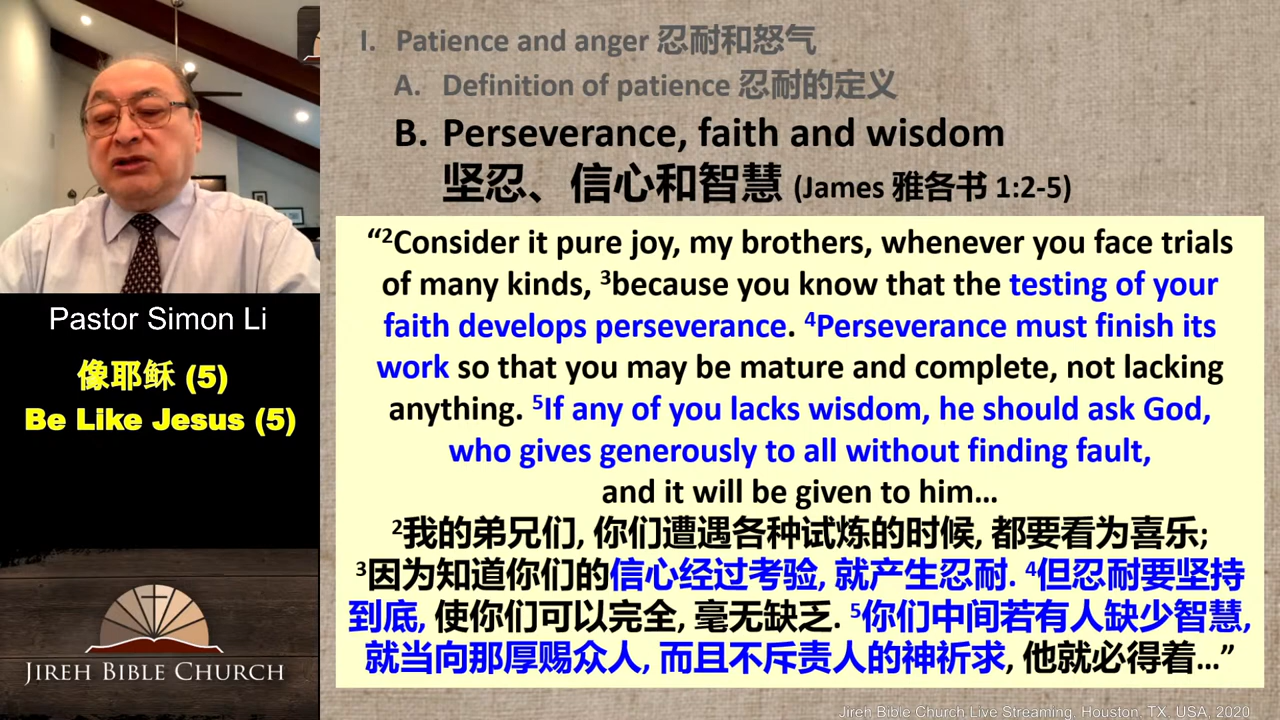 I. Patience and anger 忍耐和怒气
A. Definition of patience 忍耐的定义
B. Perseverance, faith and wisdom
坚忍、信心和智慧 (James 雅各书 1:2-5)
“²Consider it pure joy, my brothers, whenever you face trials
of many kinds, ³because you know that the testing of your
faith develops perseverance. ⁴Perseverance must finish its
work so that you may be mature and complete, not lacking
anything. ⁵If any of you lacks wisdom, he should ask God,
who gives generously to all without finding fault,
and it will be given to him…
²我的弟兄们, 你们遭遇各种试炼的时候, 都要看为喜乐;
³因为知道你们的信心经过考验, 就产生忍耐. ⁴但忍耐要坚持
到底, 使你们可以完全, 毫无缺乏. ⁵你们中间若有人缺少智慧,
就当向那厚赐众人, 而且不斥责人的神祈求, 他就必得着…”
Pastor Simon Li
像耶稣 (5)
Be Like Jesus (5)
JIREH BIBLE CHURCH
Jireh Bible Church Live Streaming, Houston, TX, USA, 2020